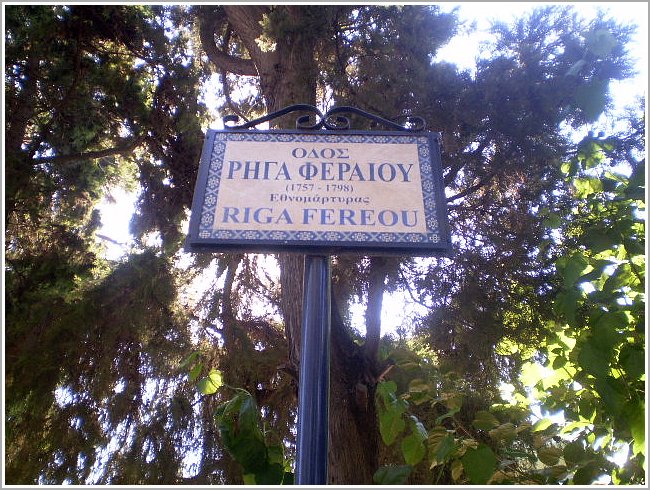 ΟΔΟΣ
ΡΗΓΑ ΦΕΡΑΙΟΥ
(1757 - 1798)
Εθνομάρτυρας
RIGA FEREOU